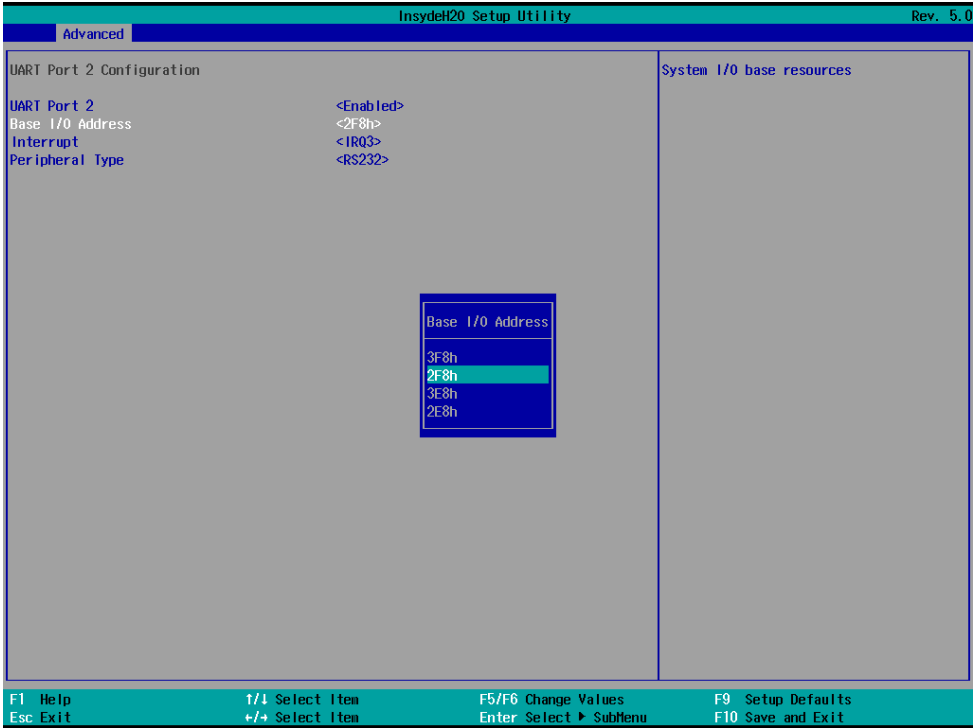 InsydeH20 Setup Utility Rev. 5.0
Advanced
UART Port 2 Configuration
System I/O base resources
UART Port 2 <Enabled>
Base I/O Address <2F8h>
Interrupt <IRQ3>
Peripheral Type <RS232>
Base I/O Address
3F8h
2F8h
3E8h
2E8h
F1 Help ↑/↓ Select Item F5/F6 Change Values F9 Setup Defaults
Esc Exit ←/→ Select Item Enter Select ▶ SubMenu F10 Save and Exit